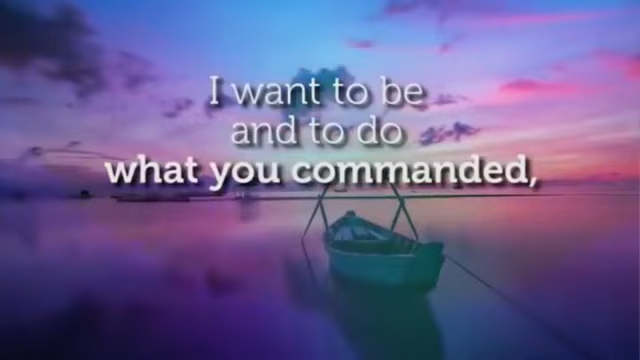 I want to be
and to do
what you commanded,